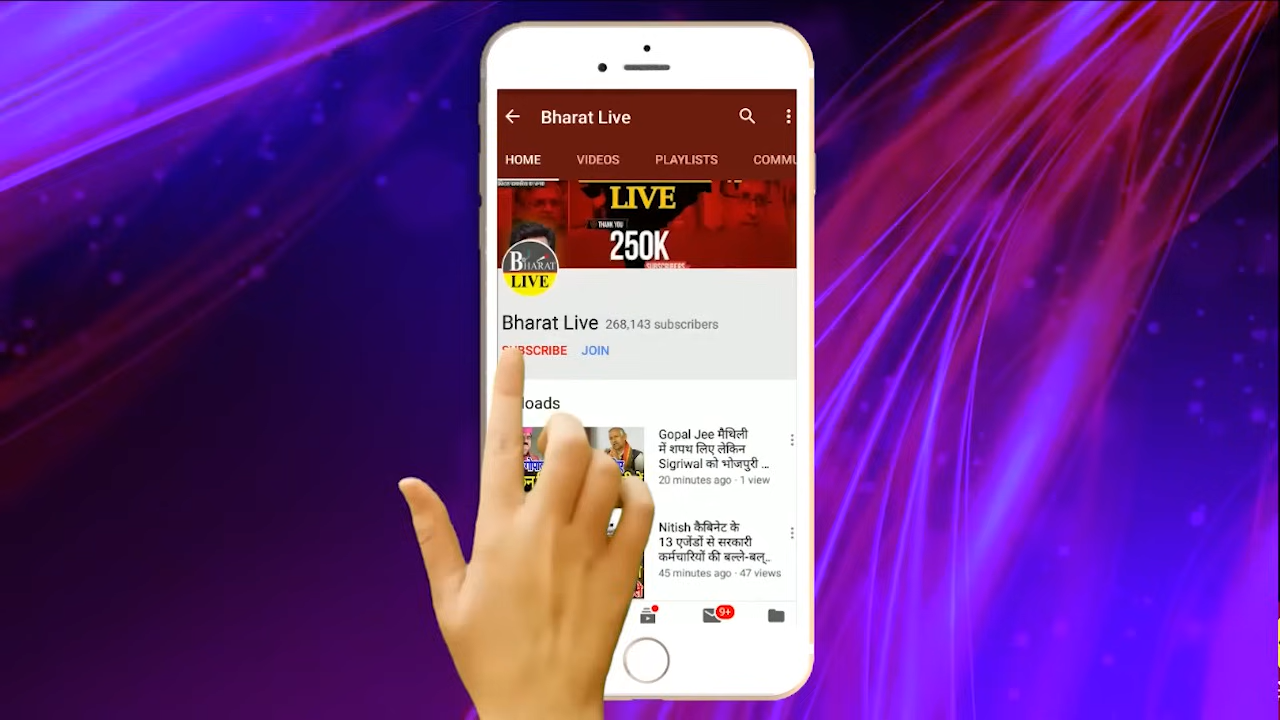 Bharat Live
HOME VIDEOS PLAYLISTS COMMU
LIVE
THANK YOU
250K
SUBSCRIBERS
BHARAT
LIVE
Bharat Live 268,143 subscribers
SUBSCRIBE JOIN
loads
Gopal Jee मैथिली
में शपथ लिए लेकिन
Sigriwal को भोजपुरी ...
20 minutes ago · 1 view
Nitish कैबिनेट के
13 एजेंडों से सरकारी
कर्मचारियों की बल्ले-बल्..
45 minutes ago · 47 views
9+